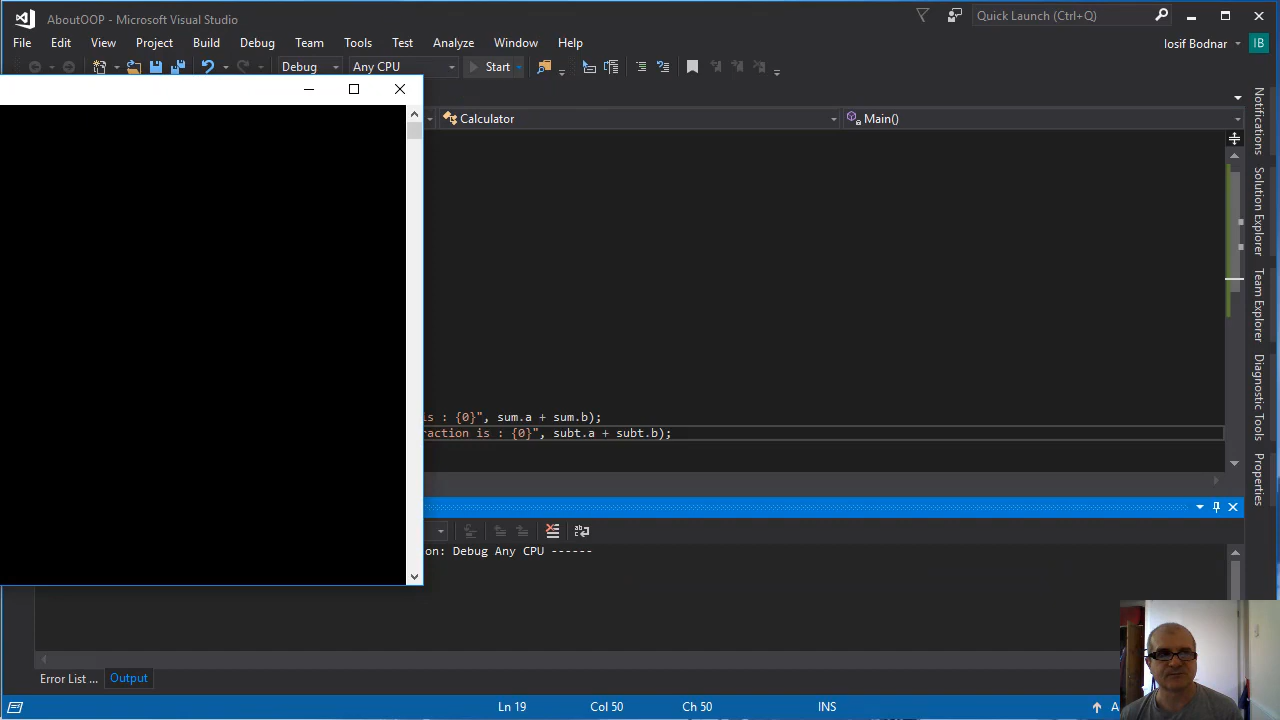 AboutOOP - Microsoft Visual Studio
Quick Launch (Ctrl+Q)
File Edit View Project Build Debug Team Tools Test Analyze Window Help
Iosif Bodnar IB
Debug Any CPU Start
Calculator Main()
is : {0}", sum.a + sum.b);
raction is : {0}", subt.a + subt.b);
on: Debug Any CPU ------
Error List ... Output
Ln 19 Col 50 Ch 50 INS
Notifications
Solution Explorer
Team Explorer
Diagnostic Tools
Properties